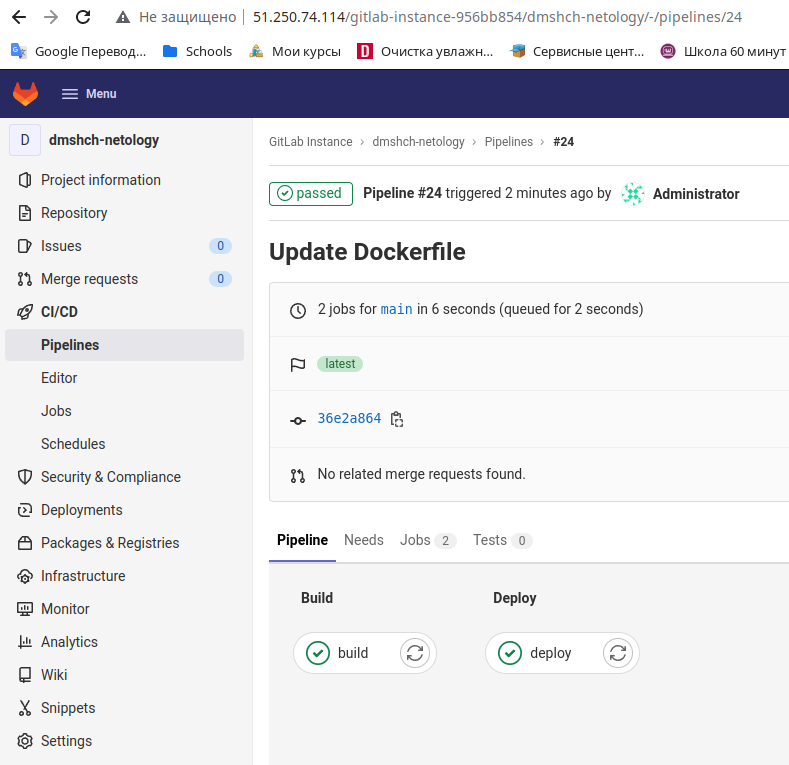 Не защищено 51.250.74.114/gitlab-instance-956bb854/dmshch-netology/-/pipelines/24
Google Перевод... Schools Мои курсы D Очистка увлажн... Сервисные цент... Школа 60 минут
Menu
D dmshch-netology
Project information
Repository
Issues 0
Merge requests 0
CI/CD
Pipelines
Editor
Jobs
Schedules
Security & Compliance
Deployments
Packages & Registries
Infrastructure
Monitor
Analytics
Wiki
Snippets
Settings
GitLab Instance › dmshch-netology › Pipelines › #24
passed Pipeline #24 triggered 2 minutes ago by Administrator
Update Dockerfile
2 jobs for main in 6 seconds (queued for 2 seconds)
latest
36e2a864
No related merge requests found.
Pipeline Needs Jobs 2 Tests 0
Build Deploy
build deploy